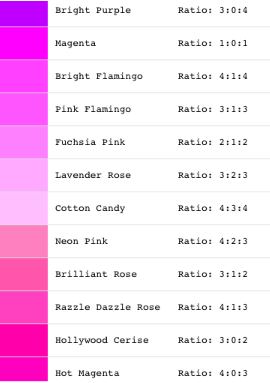 Bright Purple Ratio: 3:0:4
Magenta Ratio: 1:0:1
Bright Flamingo Ratio: 4:1:4
Pink Flamingo Ratio: 3:1:3
Fuchsia Pink Ratio: 2:1:2
Lavender Rose Ratio: 3:2:3
Cotton Candy Ratio: 4:3:4
Neon Pink Ratio: 4:2:3
Brilliant Rose Ratio: 3:1:2
Razzle Dazzle Rose Ratio: 4:1:3
Hollywood Cerise Ratio: 3:0:2
Hot Magenta Ratio: 4:0:3